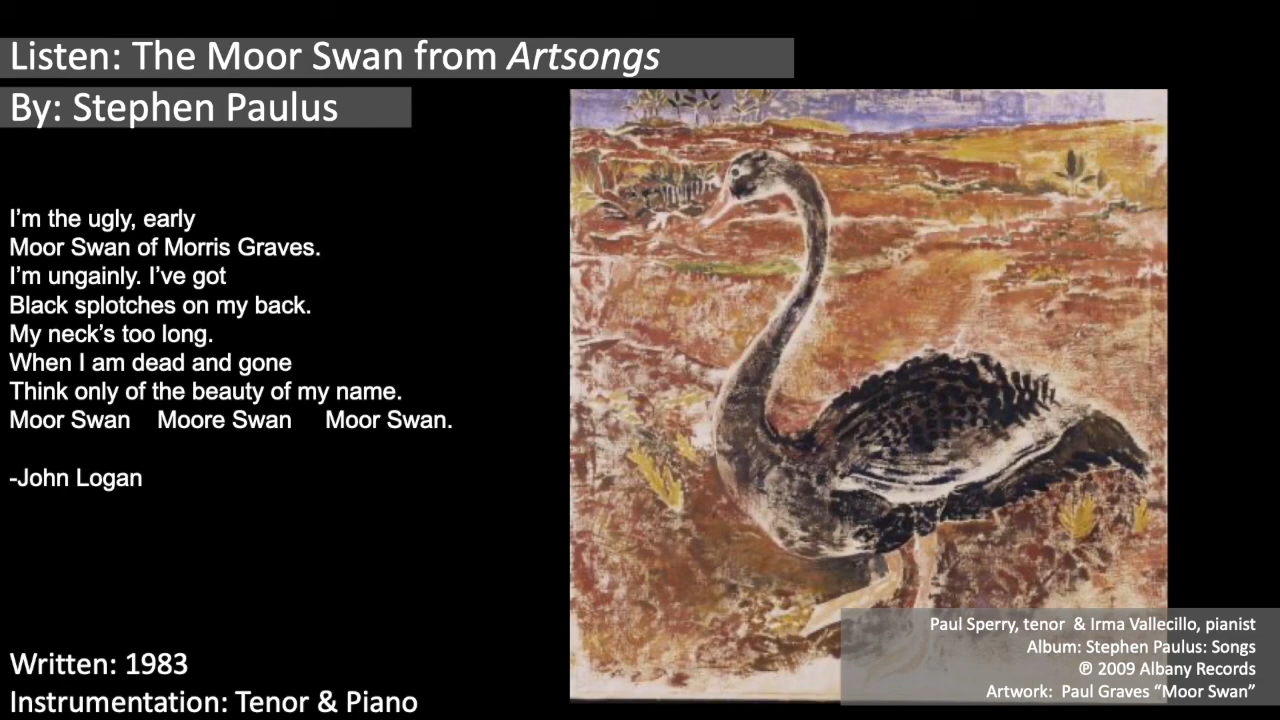 Listen: The Moor Swan from Artsongs
By: Stephen Paulus
I'm the ugly, early
Moor Swan of Morris Graves.
I'm ungainly. I've got
Black splotches on my back.
My neck's too long.
When I am dead and gone
Think only of the beauty of my name.
Moor Swan    Moore Swan    Moor Swan.
-John Logan
Written: 1983
Instrumentation: Tenor & Piano
Paul Sperry, tenor & Irma Vallecillo, pianist
Album: Stephen Paulus: Songs
℗ 2009 Albany Records
Artwork: Paul Graves “Moor Swan”